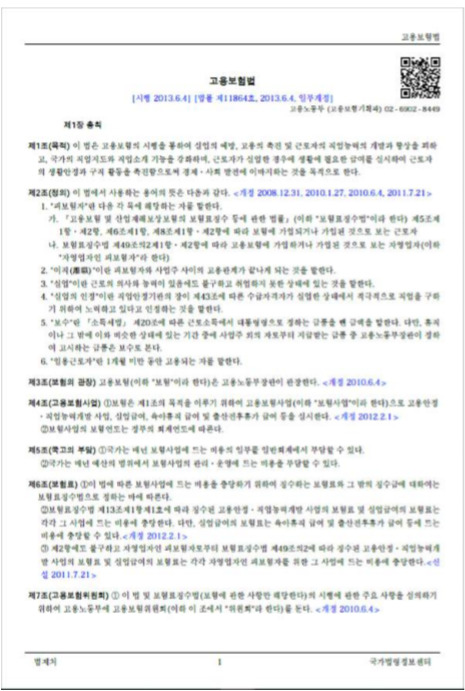 고용보험법
고용보험법
[시행 2013.6.4] [법률 제11864호, 2013.6.4, 일부개정]
고용노동부 (고용보험기획과) 02-6902-8449
제1장 총칙
제1조(목적) 이 법은 고용보험의 시행을 통하여 실업의 예방, 고용의 촉진 및 근로자의 직업능력의 개발과 향상을 꾀하
고, 국가의 직업지도와 직업소개 기능을 강화하며, 근로자가 실업한 경우에 생활에 필요한 급여를 실시하여 근로자
의 생활안정과 구직 활동을 촉진함으로써 경제ㆍ사회 발전에 이바지하는 것을 목적으로 한다.
제2조(정의) 이 법에서 사용하는 용어의 뜻은 다음과 같다. <개정 2008.12.31, 2010.1.27, 2010.6.4, 2011.7.21>
1. "피보험자"란 다음 각 목에 해당하는 자를 말한다.
가. 「고용보험 및 산업재해보상보험의 보험료징수 등에 관한 법률」(이하 "보험료징수법"이라 한다) 제5조제
1항ㆍ제2항, 제6조제1항, 제8조제1항ㆍ제2항에 따라 보험에 가입되거나 가입된 것으로 보는 근로자
나. 보험료징수법 제49조의2제1항ㆍ제2항에 따라 고용보험에 가입하거나 가입된 것으로 보는 자영업자(이하
"자영업자인 피보험자"라 한다)
2. "이직(離職)"이란 피보험자와 사업주 사이의 고용관계가 끝나게 되는 것을 말한다.
3. "실업"이란 근로의 의사와 능력이 있음에도 불구하고 취업하지 못한 상태에 있는 것을 말한다.
4. "실업의 인정"이란 직업안정기관의 장이 제43조에 따른 수급자격자가 실업한 상태에서 적극적으로 직업을 구하
기 위하여 노력하고 있다고 인정하는 것을 말한다.
5. "보수"란 「소득세법」 제20조에 따른 근로소득에서 대통령령으로 정하는 금품을 뺀 금액을 말한다. 다만, 휴직
이나 그 밖에 이와 비슷한 상태에 있는 기간 중에 사업주 외의 자로부터 지급받는 금품 중 고용노동부장관이 정하
여 고시하는 금품은 보수로 본다.
6. "일용근로자"란 1개월 미만 동안 고용되는 자를 말한다.
제3조(보험의 관장) 고용보험(이하 "보험"이라 한다)은 고용노동부장관이 관장한다. <개정 2010.6.4>
제4조(고용보험사업) ①보험은 제1조의 목적을 이루기 위하여 고용보험사업(이하 "보험사업"이라 한다)으로 고용안정
ㆍ직업능력개발 사업, 실업급여, 육아휴직 급여 및 출산전후휴가 급여 등을 실시한다. <개정 2012.2.1>
②보험사업의 보험연도는 정부의 회계연도에 따른다.
제5조(국고의 부담) ①국가는 매년 보험사업에 드는 비용의 일부를 일반회계에서 부담할 수 있다.
②국가는 매년 예산의 범위에서 보험사업의 관리ㆍ운영에 드는 비용을 부담할 수 있다.
제6조(보험료) ①이 법에 따른 보험사업에 드는 비용을 충당하기 위하여 징수하는 보험료와 그 밖의 징수금에 대하여는
보험료징수법으로 정하는 바에 따른다.
②보험료징수법 제13조제1항제1호에 따라 징수된 고용안정ㆍ직업능력개발 사업의 보험료 및 실업급여의 보험료는
각각 그 사업에 드는 비용에 충당한다. 다만, 실업급여의 보험료는 육아휴직 급여 및 출산전후휴가 급여 등에 드는
비용에 충당할 수 있다.<개정 2012.2.1>
③ 제2항에도 불구하고 자영업자인 피보험자로부터 보험료징수법 제49조의2에 따라 징수된 고용안정ㆍ직업능력개
발 사업의 보험료 및 실업급여의 보험료는 각각 자영업자인 피보험자를 위한 그 사업에 드는 비용에 충당한다.<신
설 2011.7.21>
제7조(고용보험위원회) ① 이 법 및 보험료징수법(보험에 관한 사항만 해당한다)의 시행에 관한 주요 사항을 심의하기
위하여 고용노동부에 고용보험위원회(이하 이 조에서 "위원회"라 한다)를 둔다. <개정 2010.6.4>
법제처
1
국가법령정보센터